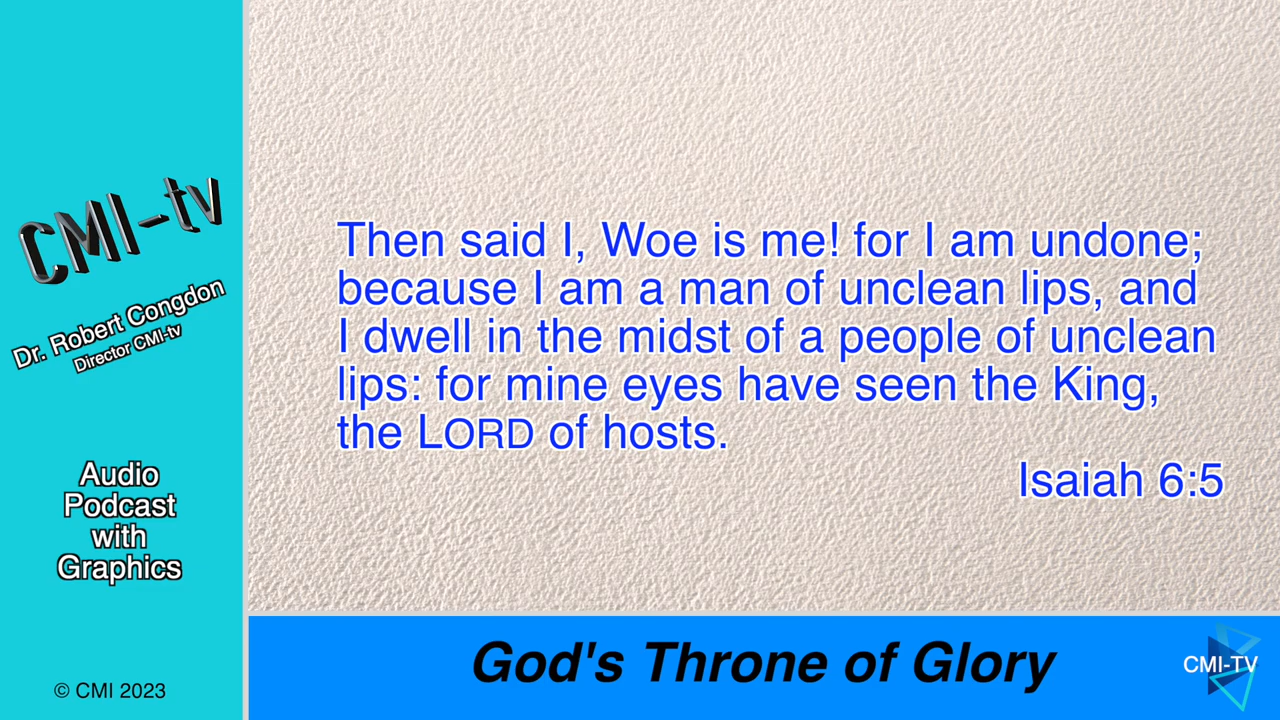 CMI-tv
Dr. Robert Congdon
Director CMI-tv
Audio
Podcast
with
Graphics
© CMI 2023
Then said I, Woe is me! for I am undone;
because I am a man of unclean lips, and
I dwell in the midst of a people of unclean
lips: for mine eyes have seen the King,
the LORD of hosts.
Isaiah 6:5
God's Throne of Glory
CMI-TV